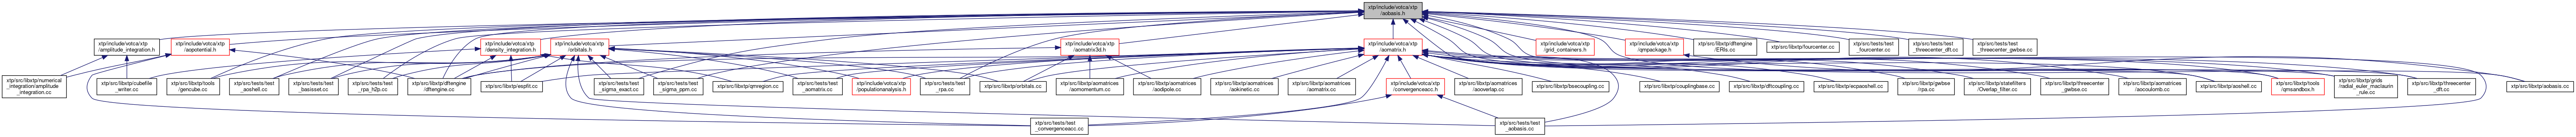 xtp/include/votca/xtp
/aobasis.h
xtp/include/votca/xtp
/amplitude_integration.h
xtp/include/votca/xtp
/aopotential.h
xtp/include/votca/xtp
/density_integration.h
xtp/include/votca/xtp
/orbitals.h
xtp/include/votca/xtp
/aomatrix3d.h
xtp/include/votca/xtp
/aomatrix.h
xtp/include/votca/xtp
/grid_containers.h
xtp/include/votca/xtp
/qmpackage.h
xtp/src/libxtp/dftengine
/ERIs.cc
xtp/src/libxtp/fourcenter.cc
xtp/src/tests/test
_fourcenter.cc
xtp/src/tests/test
_threecenter_dft.cc
xtp/src/tests/test
_threecenter_gwbse.cc
xtp/src/libxtp/numerical
_integration/amplitude
_integration.cc
xtp/src/libxtp/cubefile
_writer.cc
xtp/src/libxtp/tools
/gencube.cc
xtp/src/tests/test
_aoshell.cc
xtp/src/tests/test
_basisset.cc
xtp/src/tests/test
_rpa_h2p.cc
xtp/src/libxtp/dftengine
/dftengine.cc
xtp/src/libxtp/espfit.cc
xtp/src/tests/test
_sigma_exact.cc
xtp/src/tests/test
_sigma_ppm.cc
xtp/src/libxtp/qmregion.cc
xtp/src/tests/test
_aomatrix.cc
xtp/include/votca/xtp
/populationanalysis.h
xtp/src/tests/test
_rpa.cc
xtp/src/libxtp/orbitals.cc
xtp/src/libxtp/aomatrices
/aomomentum.cc
xtp/src/libxtp/aomatrices
/aodipole.cc
xtp/src/libxtp/aomatrices
/aokinetic.cc
xtp/src/libxtp/aomatrices
/aomatrix.cc
xtp/include/votca/xtp
/convergenceacc.h
xtp/src/libxtp/aomatrices
/aooverlap.cc
xtp/src/libxtp/bsecoupling.cc
xtp/src/libxtp/couplingbase.cc
xtp/src/libxtp/dftcoupling.cc
xtp/src/libxtp/ecpaoshell.cc
xtp/src/libxtp/gwbse
/rpa.cc
xtp/src/libxtp/statefilters
/Overlap_filter.cc
xtp/src/libxtp/threecenter
_gwbse.cc
xtp/src/libxtp/aomatrices
/aocoulomb.cc
xtp/src/libxtp/aoshell.cc
xtp/src/libxtp/tools
/qmsandbox.h
xtp/src/libxtp/grids
/radial_euler_maclaurin
_rule.cc
xtp/src/libxtp/threecenter
_dft.cc
xtp/src/libxtp/aobasis.cc
xtp/src/tests/test
_convergenceacc.cc
xtp/src/tests/test
_aobasis.cc